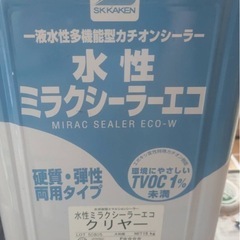 SK KAKEN
一液水性多機能型カチオンシーラー
水性
ミラクシーラーエコ
MIRAC SEALER ECO-W
硬質・弾性
両用タイプ
環境にやさしい
TVOC 1%
未満
水性ミラクシーラーエコ
クリヤー